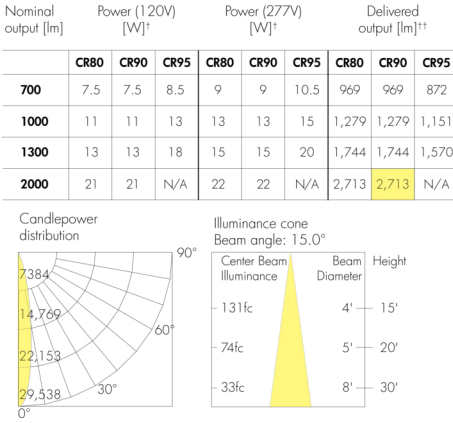 Nominal output [lm] Power (120V) [W]† Power (277V) [W]† Delivered output [lm]††
CR80 CR90 CR95 CR80 CR90 CR95 CR80 CR90 CR95
700 7.5 7.5 8.5 9 9 10.5 969 969 872
1000 11 11 13 13 13 15 1,279 1,279 1,151
1300 13 13 18 15 15 20 1,744 1,744 1,570
2000 21 21 N/A 22 22 N/A 2,713 2,713 N/A
Candlepower
distribution
90°
7384
14,769
60°
22,153
29,538
30°
0°
Illuminance cone
Beam angle: 15.0°
Center Beam Illuminance Beam Diameter Height
131fc 4' 15'
74fc 5' 20'
33fc 8' 30'